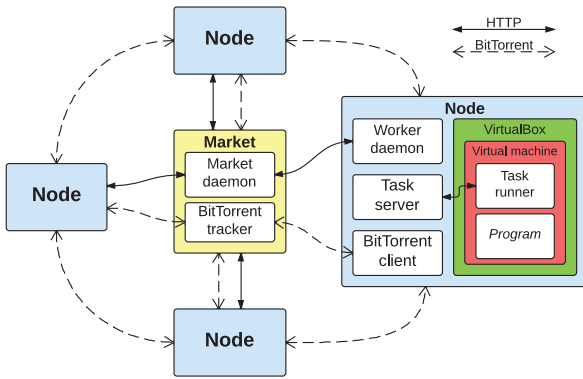 Node
HTTP
BitTorrent
Node
Market
Market
daemon
BitTorrent
tracker
Node
Worker
daemon
Task
server
BitTorrent
client
VirtualBox
Virtual machine
Task
runner
Program
Node